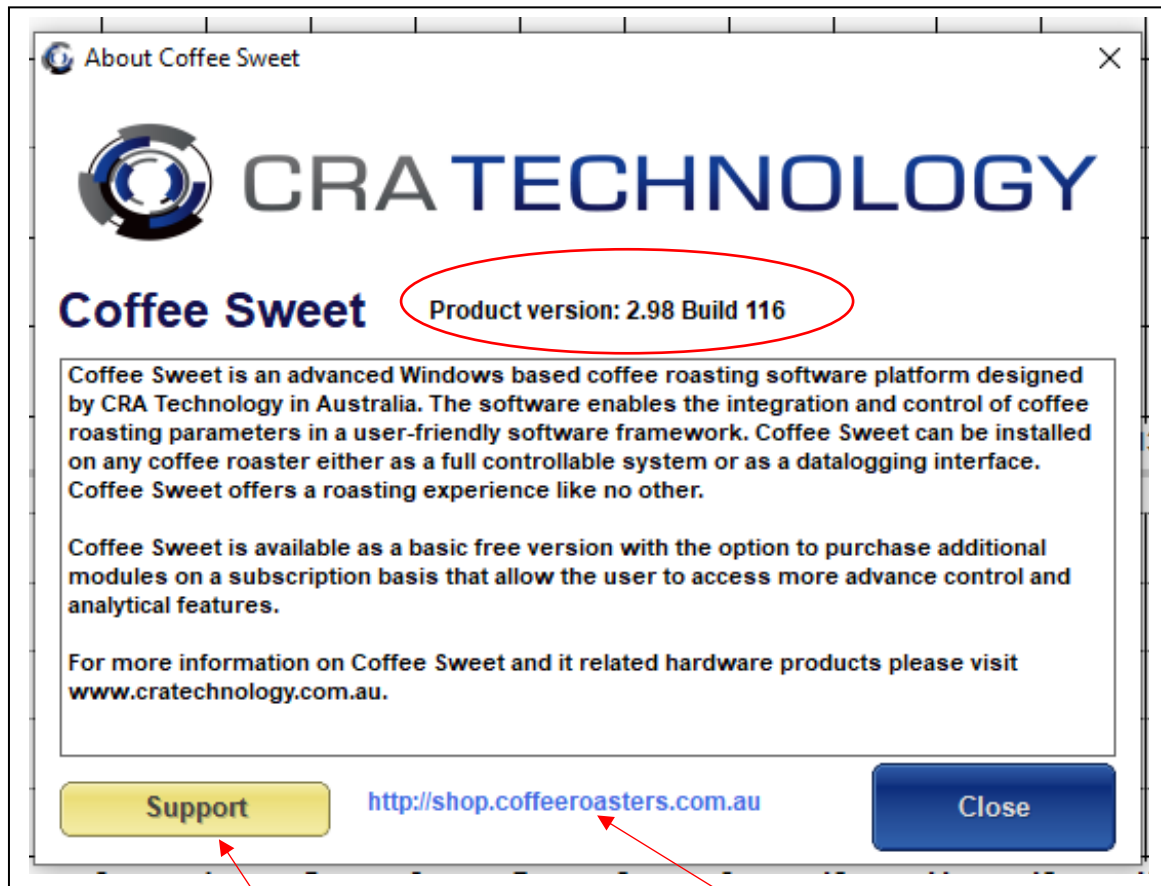 About Coffee Sweet
CRA TECHNOLOGY
Coffee Sweet
Product version: 2.98 Build 116
Coffee Sweet is an advanced Windows based coffee roasting software platform designed
by CRA Technology in Australia. The software enables the integration and control of coffee
roasting parameters in a user-friendly software framework. Coffee Sweet can be installed
on any coffee roaster either as a full controllable system or as a datalogging interface.
Coffee Sweet offers a roasting experience like no other.
Coffee Sweet is available as a basic free version with the option to purchase additional
modules on a subscription basis that allow the user to access more advance control and
analytical features.
For more information on Coffee Sweet and it related hardware products please visit
www.cratechnology.com.au.
Support
http://shop.coffeeroasters.com.au
Close